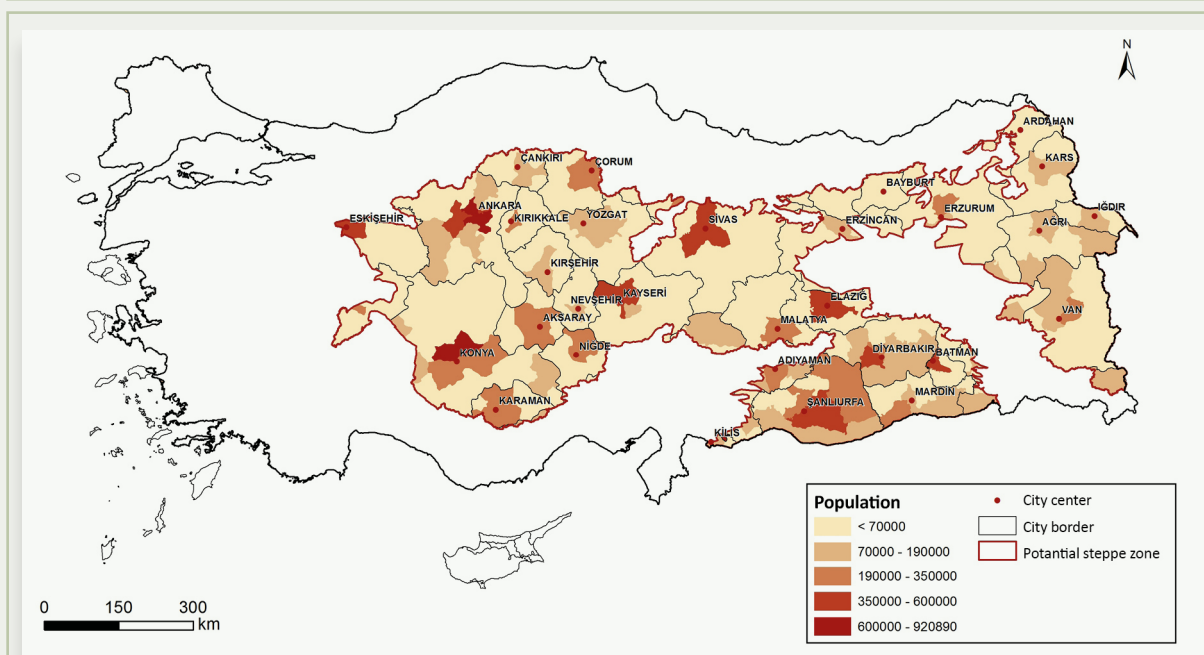 N
ARDAHAN
KARS
ÇANKIRI
ÇORUM
BAYBURT
ANKARA
ESKİŞEHİR
KIRIKKALE
YOZGAT
SİVAS
ERZİNCAN
ERZURUM
IĞDIR
AĞRI
KIRŞEHİR
NEVŞEHİR
KAYSERİ
ELAZIĞ
VAN
AKSARAY
MALATYA
KONYA
NİĞDE
DİYARBAKIR
BATMAN
ADIYAMAN
MARDİN
KARAMAN
ŞANLIURFA
KİLİS
Population
< 70000
70000 - 190000
190000 - 350000
350000 - 600000
600000 - 920890
City center
City border
Potantial steppe zone
0 150 300
km